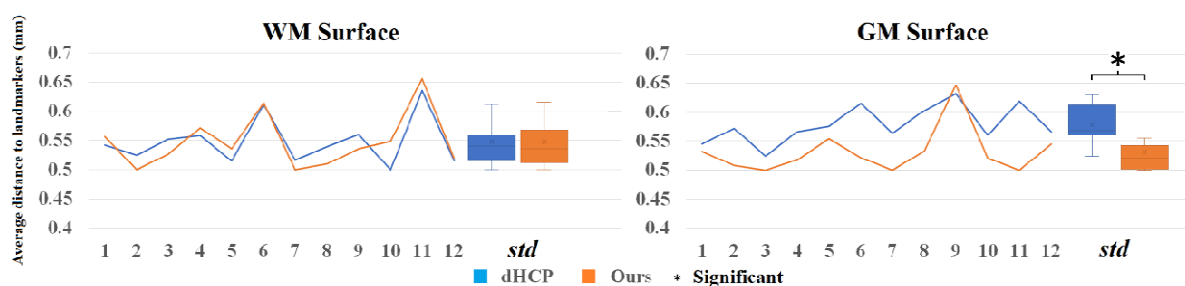 WM Surface
GM Surface
Average distance to landmarkers (mm)
0.7
0.65
0.6
0.55
0.5
0.45
0.4
1 2 3 4 5 6 7 8 9 10 11 12 std
0.7
0.65
0.6
0.55
0.5
0.45
0.4
*
1 2 3 4 5 6 7 8 9 10 11 12 std
dHCP Ours * Significant